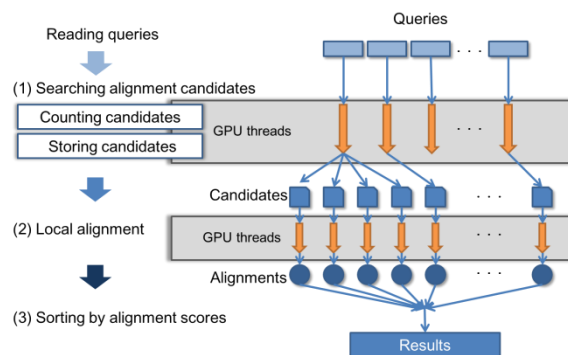 Queries
Reading queries
. . .
(1) Searching alignment candidates
Counting candidates
GPU threads
. . .
Storing candidates
Candidates
. . .
(2) Local alignment
GPU threads
. . .
Alignments
. . .
(3) Sorting by alignment scores
Results